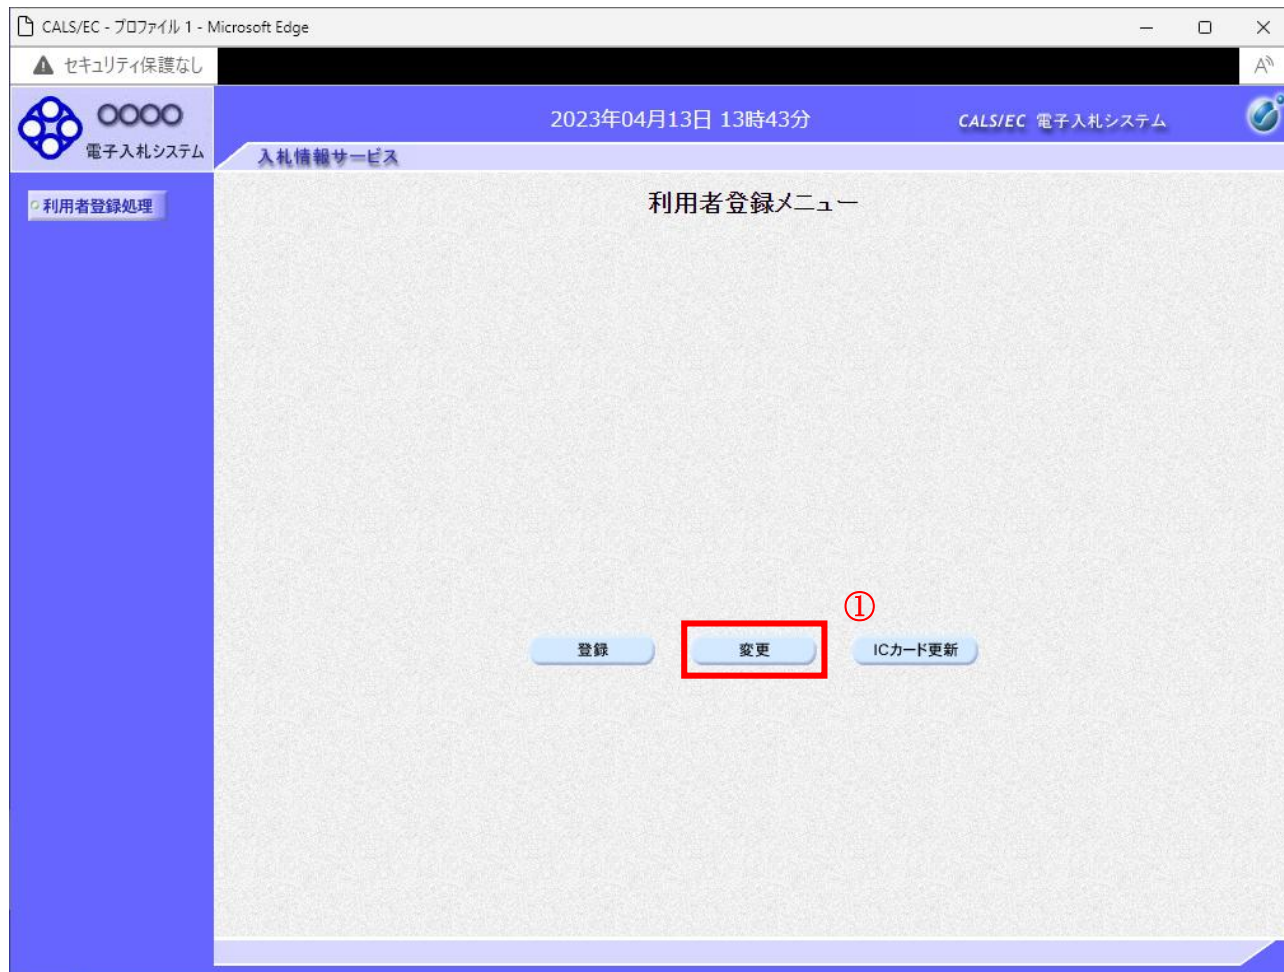 CALS/EC - プロファイル 1 - Microsoft Edge
セキュリティ保護なし
〇〇〇〇
電子入札システム
2023年04月13日 13時43分
CALS/EC 電子入札システム
入札情報サービス
利用者登録処理
利用者登録メニュー
①
登録
変更
ICカード更新